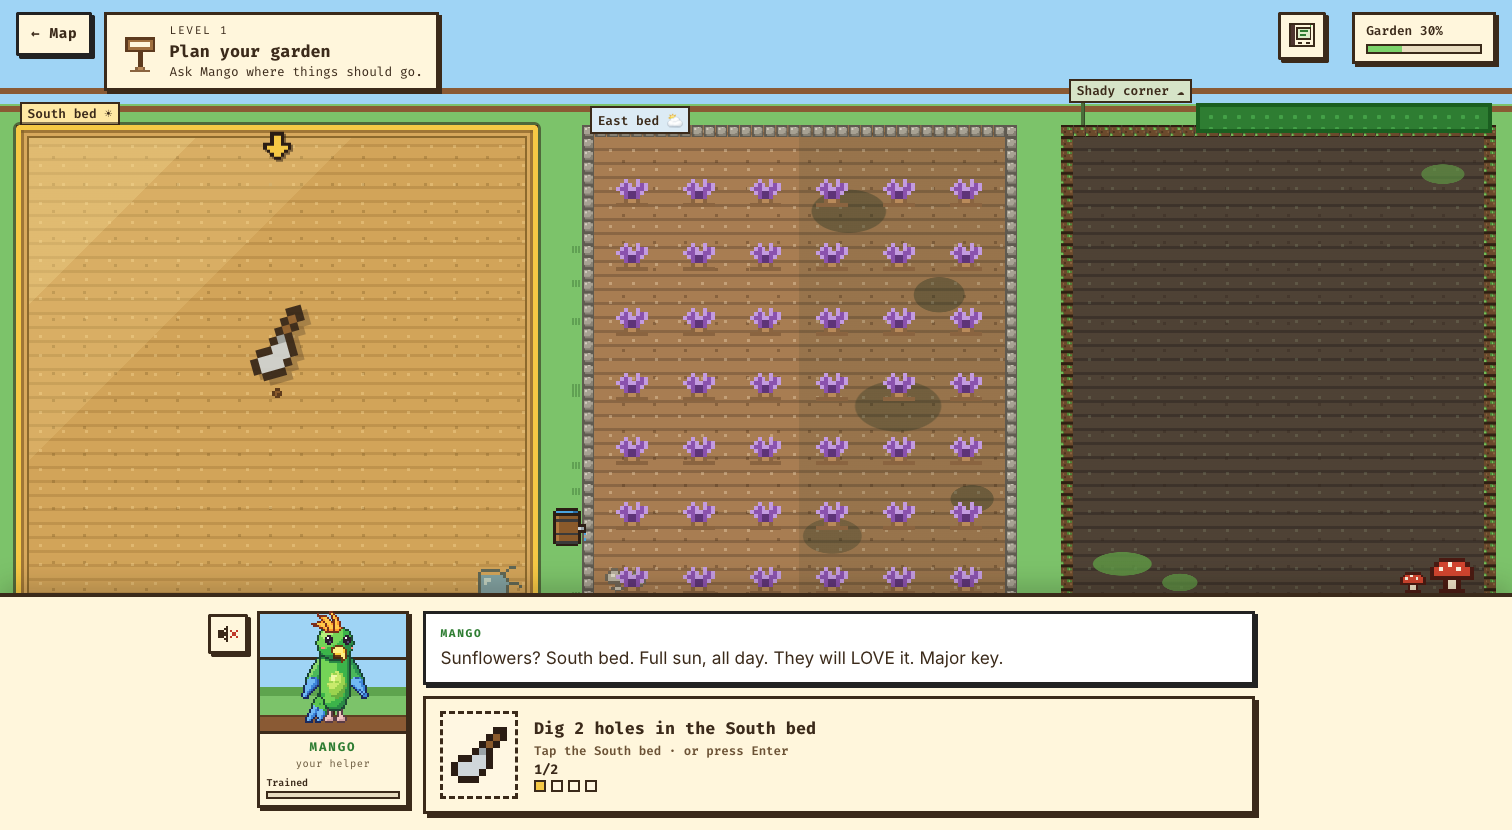 ← Map
LEVEL 1
Plan your garden
Ask Mango where things should go.
Garden 30%
South bed ☀
East bed ⛅
Shady corner ☁
MANGO
your helper
Trained
MANGO
Sunflowers? South bed. Full sun, all day. They will LOVE it. Major key.
Dig 2 holes in the South bed
Tap the South bed · or press Enter
1/2